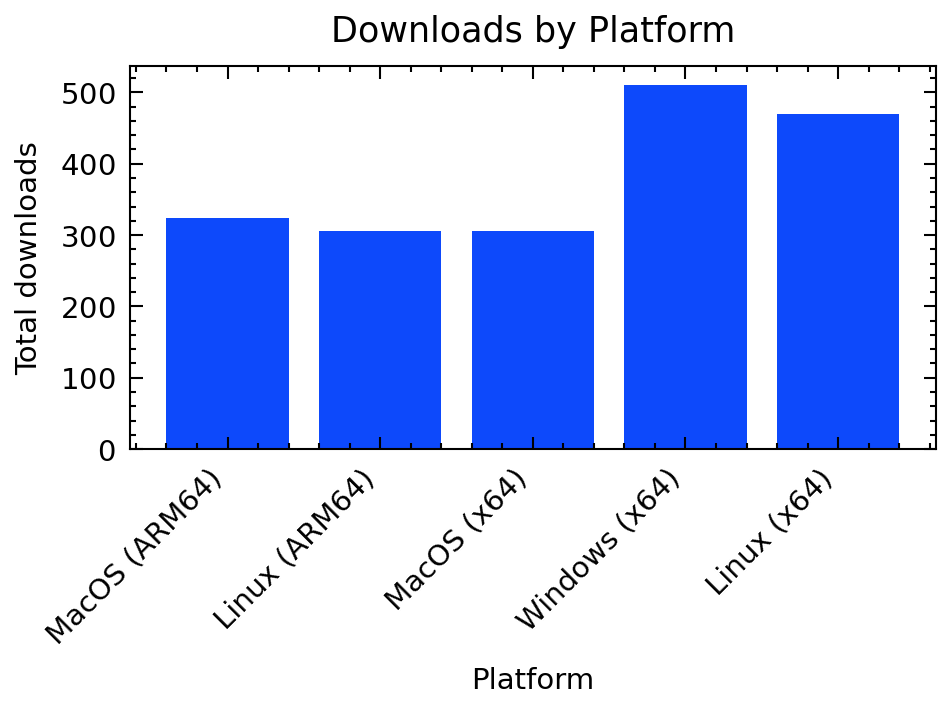 Downloads by Platform
Total downloads
500
400
300
200
100
0
MacOS (ARM64)
Linux (ARM64)
MacOS (x64)
Windows (x64)
Linux (x64)
Platform